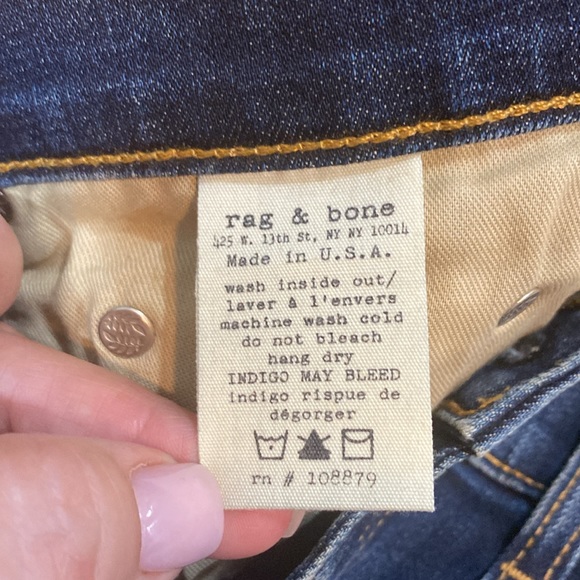 rag & bone
425 W. 13th St, NY NY 10014
Made in U.S.A.
wash inside out/
laver à l'envers
machine wash cold
do not bleach
hang dry
INDIGO MAY BLEED
indigo rispue de
dégorger
rn # 108879